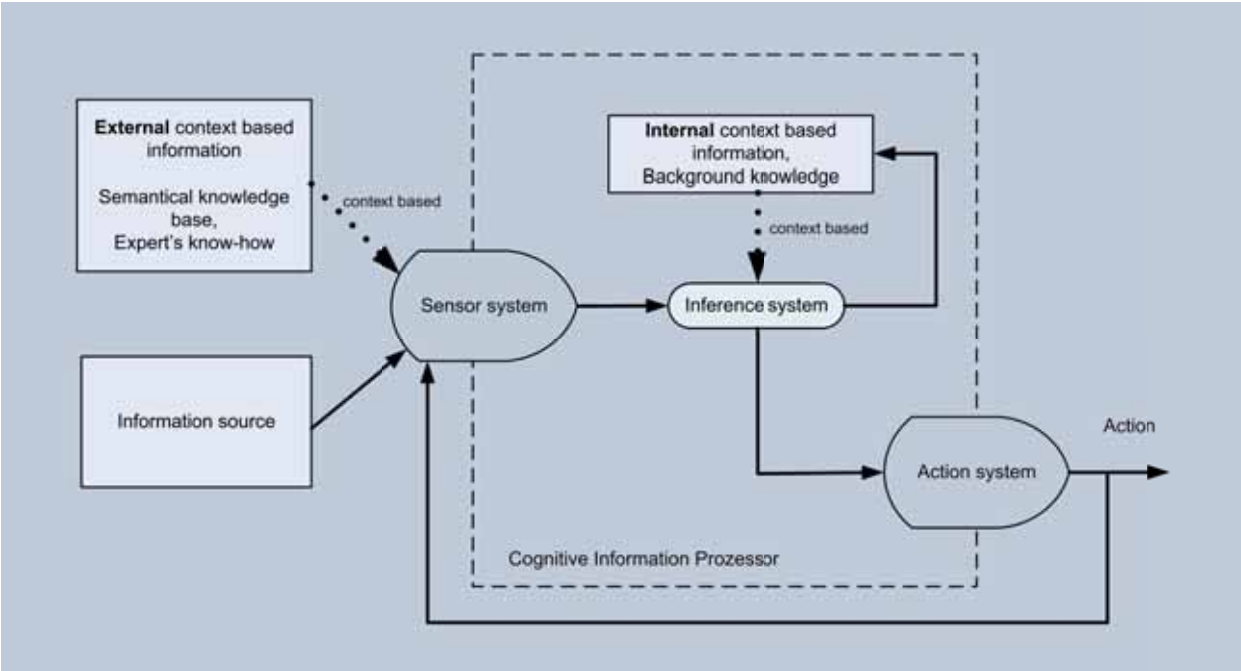 External context based
information
Semantical knowledge
base,
Expert's know-how
context based
Internal context based
information,
Background knowledge
context based
Sensor system
Inference system
Information source
Action
Action system
Cognitive Information Prozessor